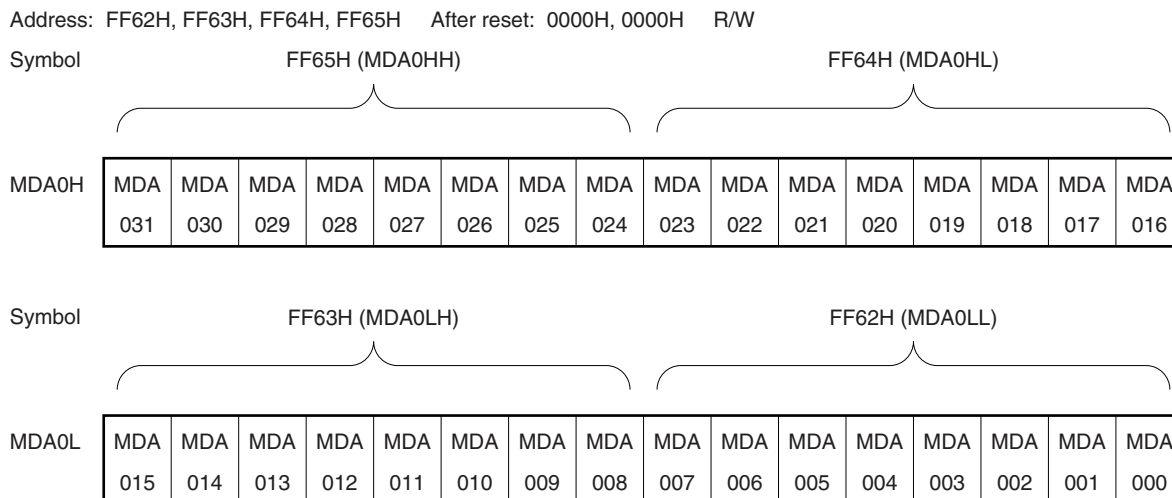 Address: FF62H, FF63H, FF64H, FF65H After reset: 0000H, 0000H R/W
Symbol FF65H (MDA0HH) FF64H (MDA0HL)
MDA0H MDA MDA MDA MDA MDA MDA MDA MDA MDA MDA MDA MDA MDA MDA MDA MDA
031 030 029 028 027 026 025 024 023 022 021 020 019 018 017 016
Symbol FF63H (MDA0LH) FF62H (MDA0LL)
MDA0L MDA MDA MDA MDA MDA MDA MDA MDA MDA MDA MDA MDA MDA MDA MDA MDA
015 014 013 012 011 010 009 008 007 006 005 004 003 002 001 000